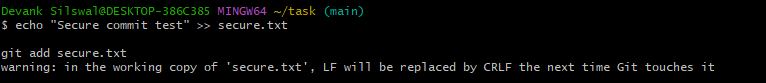 Devank Silswal@DESKTOP-386C385 MINGW64 ~/task (main)
$ echo "Secure commit test" >> secure.txt
git add secure.txt
warning: in the working copy of 'secure.txt', LF will be replaced by CRLF the next time Git touches it